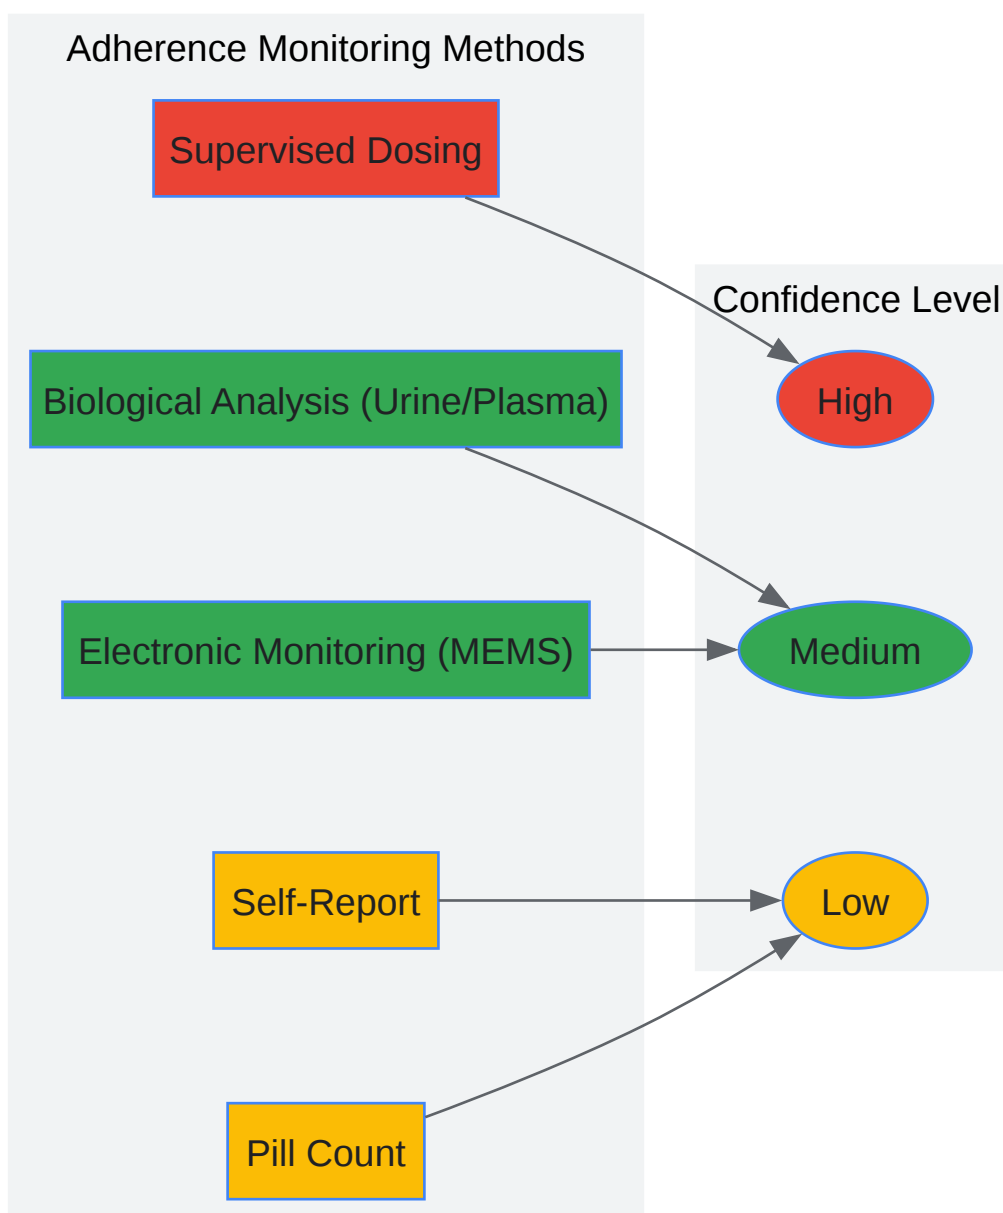 Adherence Monitoring Methods
Supervised Dosing
Biological Analysis (Urine/Plasma)
Electronic Monitoring (MEMS)
Self-Report
Pill Count
Confidence Level
High
Medium
Low